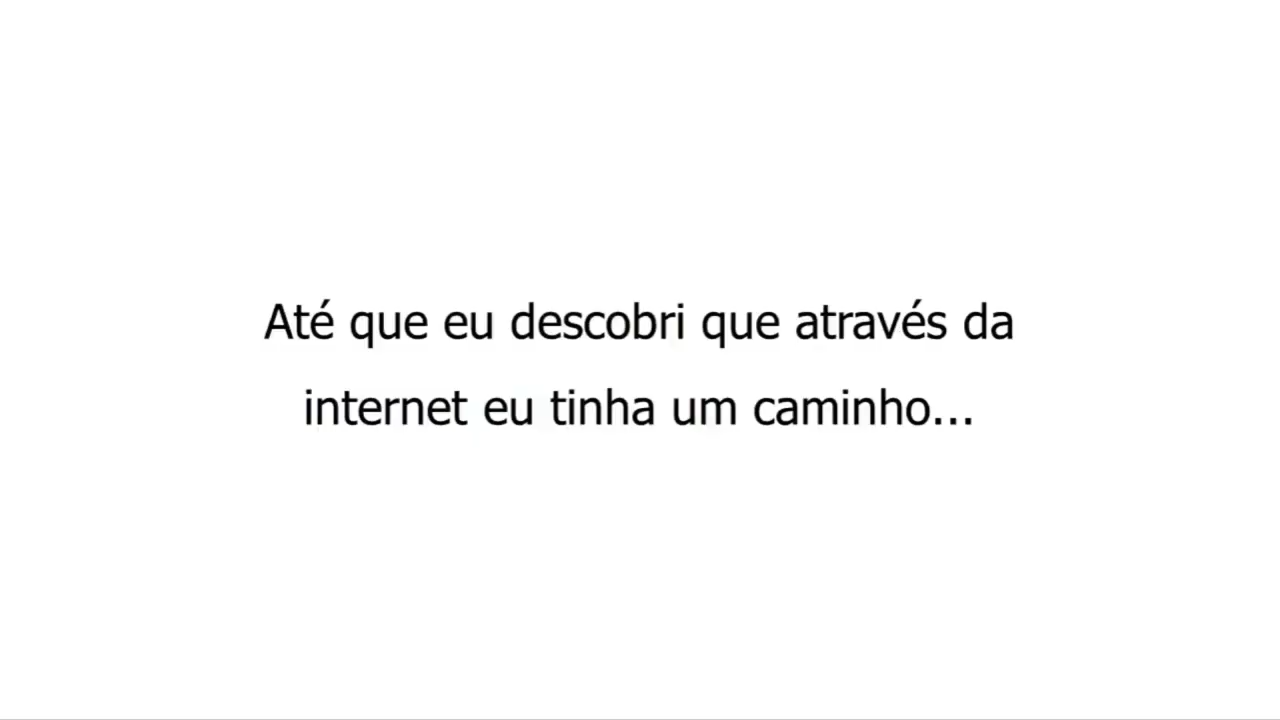 Até que eu descobri que através da
internet eu tinha um caminho...